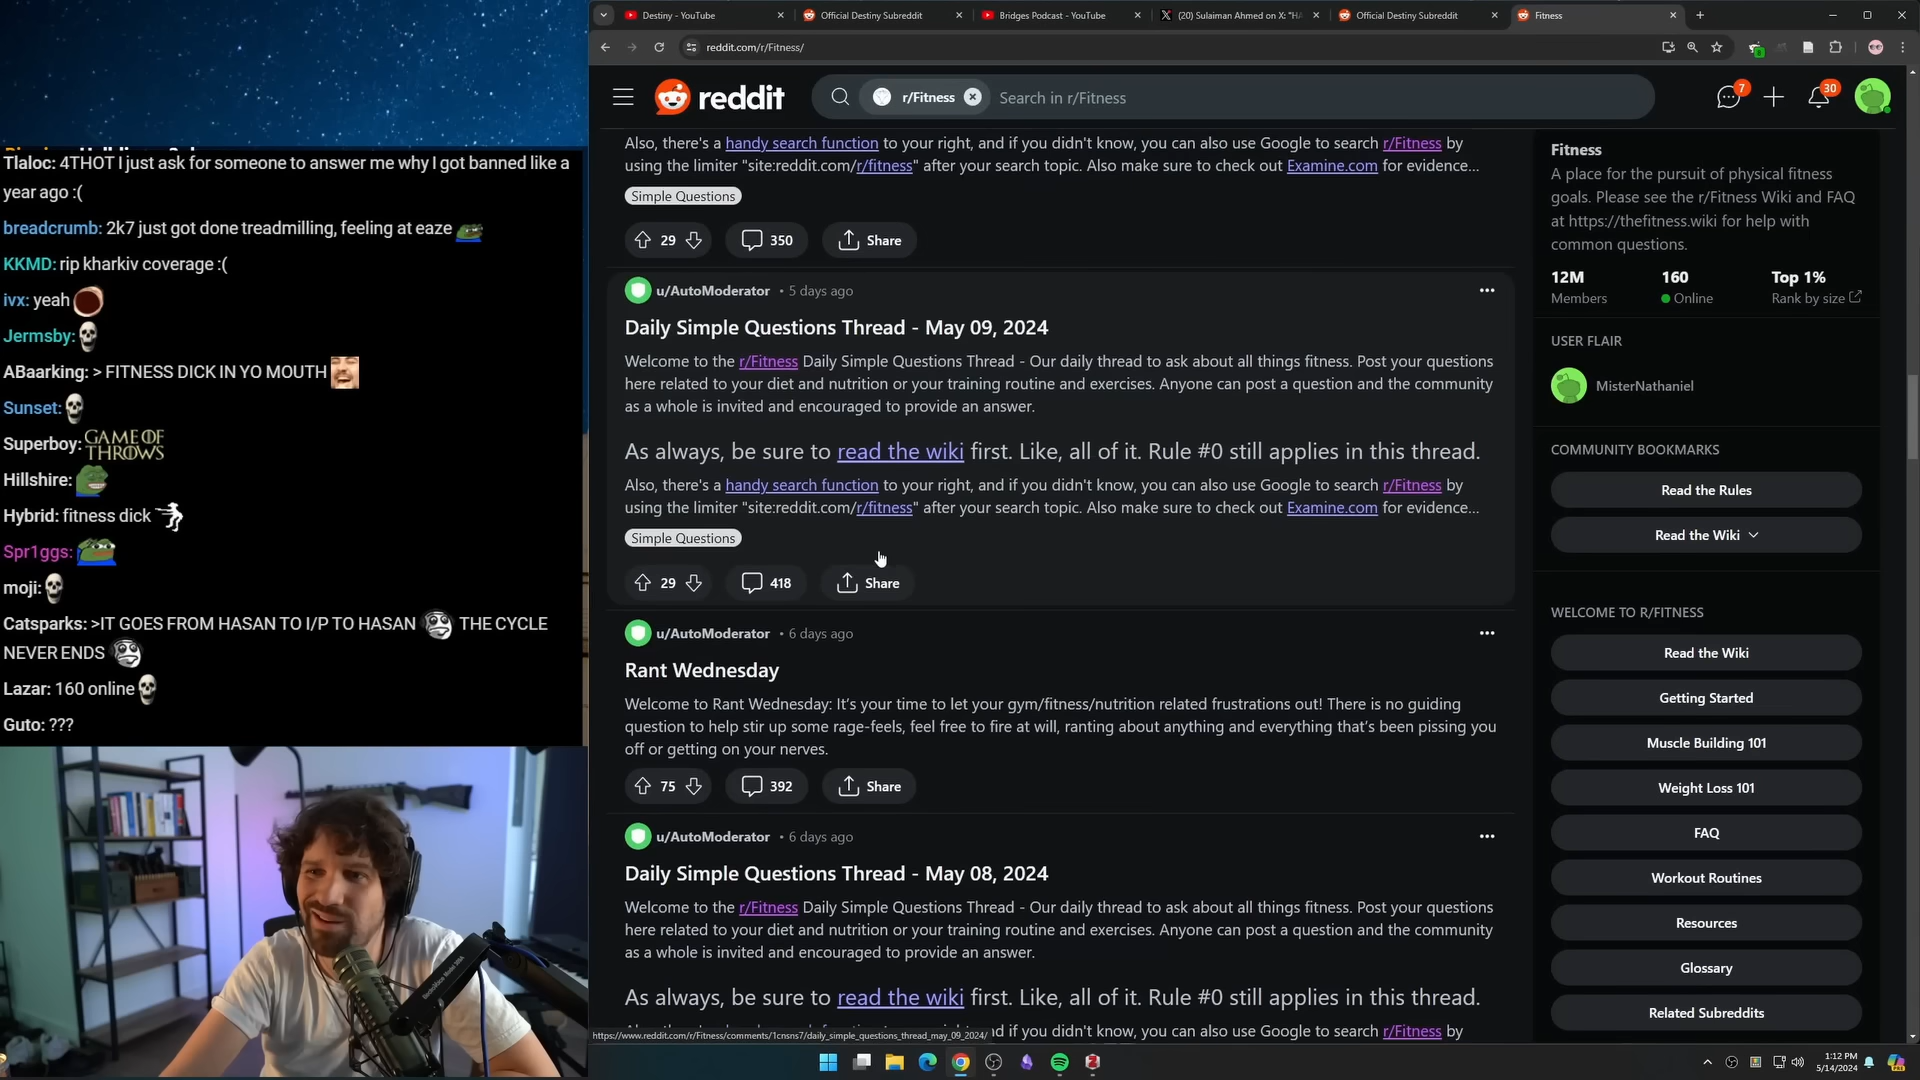 Destiny - YouTube
Official Destiny Subreddit
Bridges Podcast - YouTube
(20) Sulaiman Ahmed on X: "H
Official Destiny Subreddit
Fitness
reddit.com/r/Fitness/
reddit
r/Fitness
Search in r/Fitness
7
30
Tlaloc: 4THOT I just ask for someone to answer me why I got banned like a
year ago :(
breadcrumb: 2k7 just got done treadmilling, feeling at eaze
KKMD: rip kharkiv coverage :(
ivx: yeah
Jermsby:
ABaarking: > FITNESS DICK IN YO MOUTH
Sunset:
Superboy: GAME OF
THROWS
Hillshire:
Hybrid: fitness dick
Spr1ggs:
moji:
Catsparks: >IT GOES FROM HASAN TO I/P TO HASAN THE CYCLE
NEVER ENDS
Lazar: 160 online
Guto: ???
Also, there's a handy search function to your right, and if you didn't know, you can also use Google to search r/Fitness by
using the limiter "site:reddit.com/r/fitness" after your search topic. Also make sure to check out Examine.com for evidence...
Simple Questions
29
350
Share
u/AutoModerator • 5 days ago
Daily Simple Questions Thread - May 09, 2024
Welcome to the r/Fitness Daily Simple Questions Thread - Our daily thread to ask about all things fitness. Post your questions
here related to your diet and nutrition or your training routine and exercises. Anyone can post a question and the community
as a whole is invited and encouraged to provide an answer.
As always, be sure to read the wiki first. Like, all of it. Rule #0 still applies in this thread.
Also, there's a handy search function to your right, and if you didn't know, you can also use Google to search r/Fitness by
using the limiter "site:reddit.com/r/fitness" after your search topic. Also make sure to check out Examine.com for evidence...
Simple Questions
29
418
Share
u/AutoModerator • 6 days ago
Rant Wednesday
Welcome to Rant Wednesday: It's your time to let your gym/fitness/nutrition related frustrations out! There is no guiding
question to help stir up some rage-feels, feel free to fire at will, ranting about anything and everything that's been pissing you
off or getting on your nerves.
75
392
Share
u/AutoModerator • 6 days ago
Daily Simple Questions Thread - May 08, 2024
Welcome to the r/Fitness Daily Simple Questions Thread - Our daily thread to ask about all things fitness. Post your questions
here related to your diet and nutrition or your training routine and exercises. Anyone can post a question and the community
as a whole is invited and encouraged to provide an answer.
As always, be sure to read the wiki first. Like, all of it. Rule #0 still applies in this thread.
d if you didn't know, you can also use Google to search r/Fitness by
https://www.reddit.com/r/Fitness/comments/1cnsns7/daily_simple_questions_thread_may_09_2024/
Fitness
A place for the pursuit of physical fitness
goals. Please see the r/Fitness Wiki and FAQ
at https://thefitness.wiki for help with
common questions.
12M
Members
160
Online
Top 1%
Rank by size
USER FLAIR
MisterNathaniel
COMMUNITY BOOKMARKS
Read the Rules
Read the Wiki
WELCOME TO R/FITNESS
Read the Wiki
Getting Started
Muscle Building 101
Weight Loss 101
FAQ
Workout Routines
Resources
Glossary
Related Subreddits
1:12 PM
5/14/2024